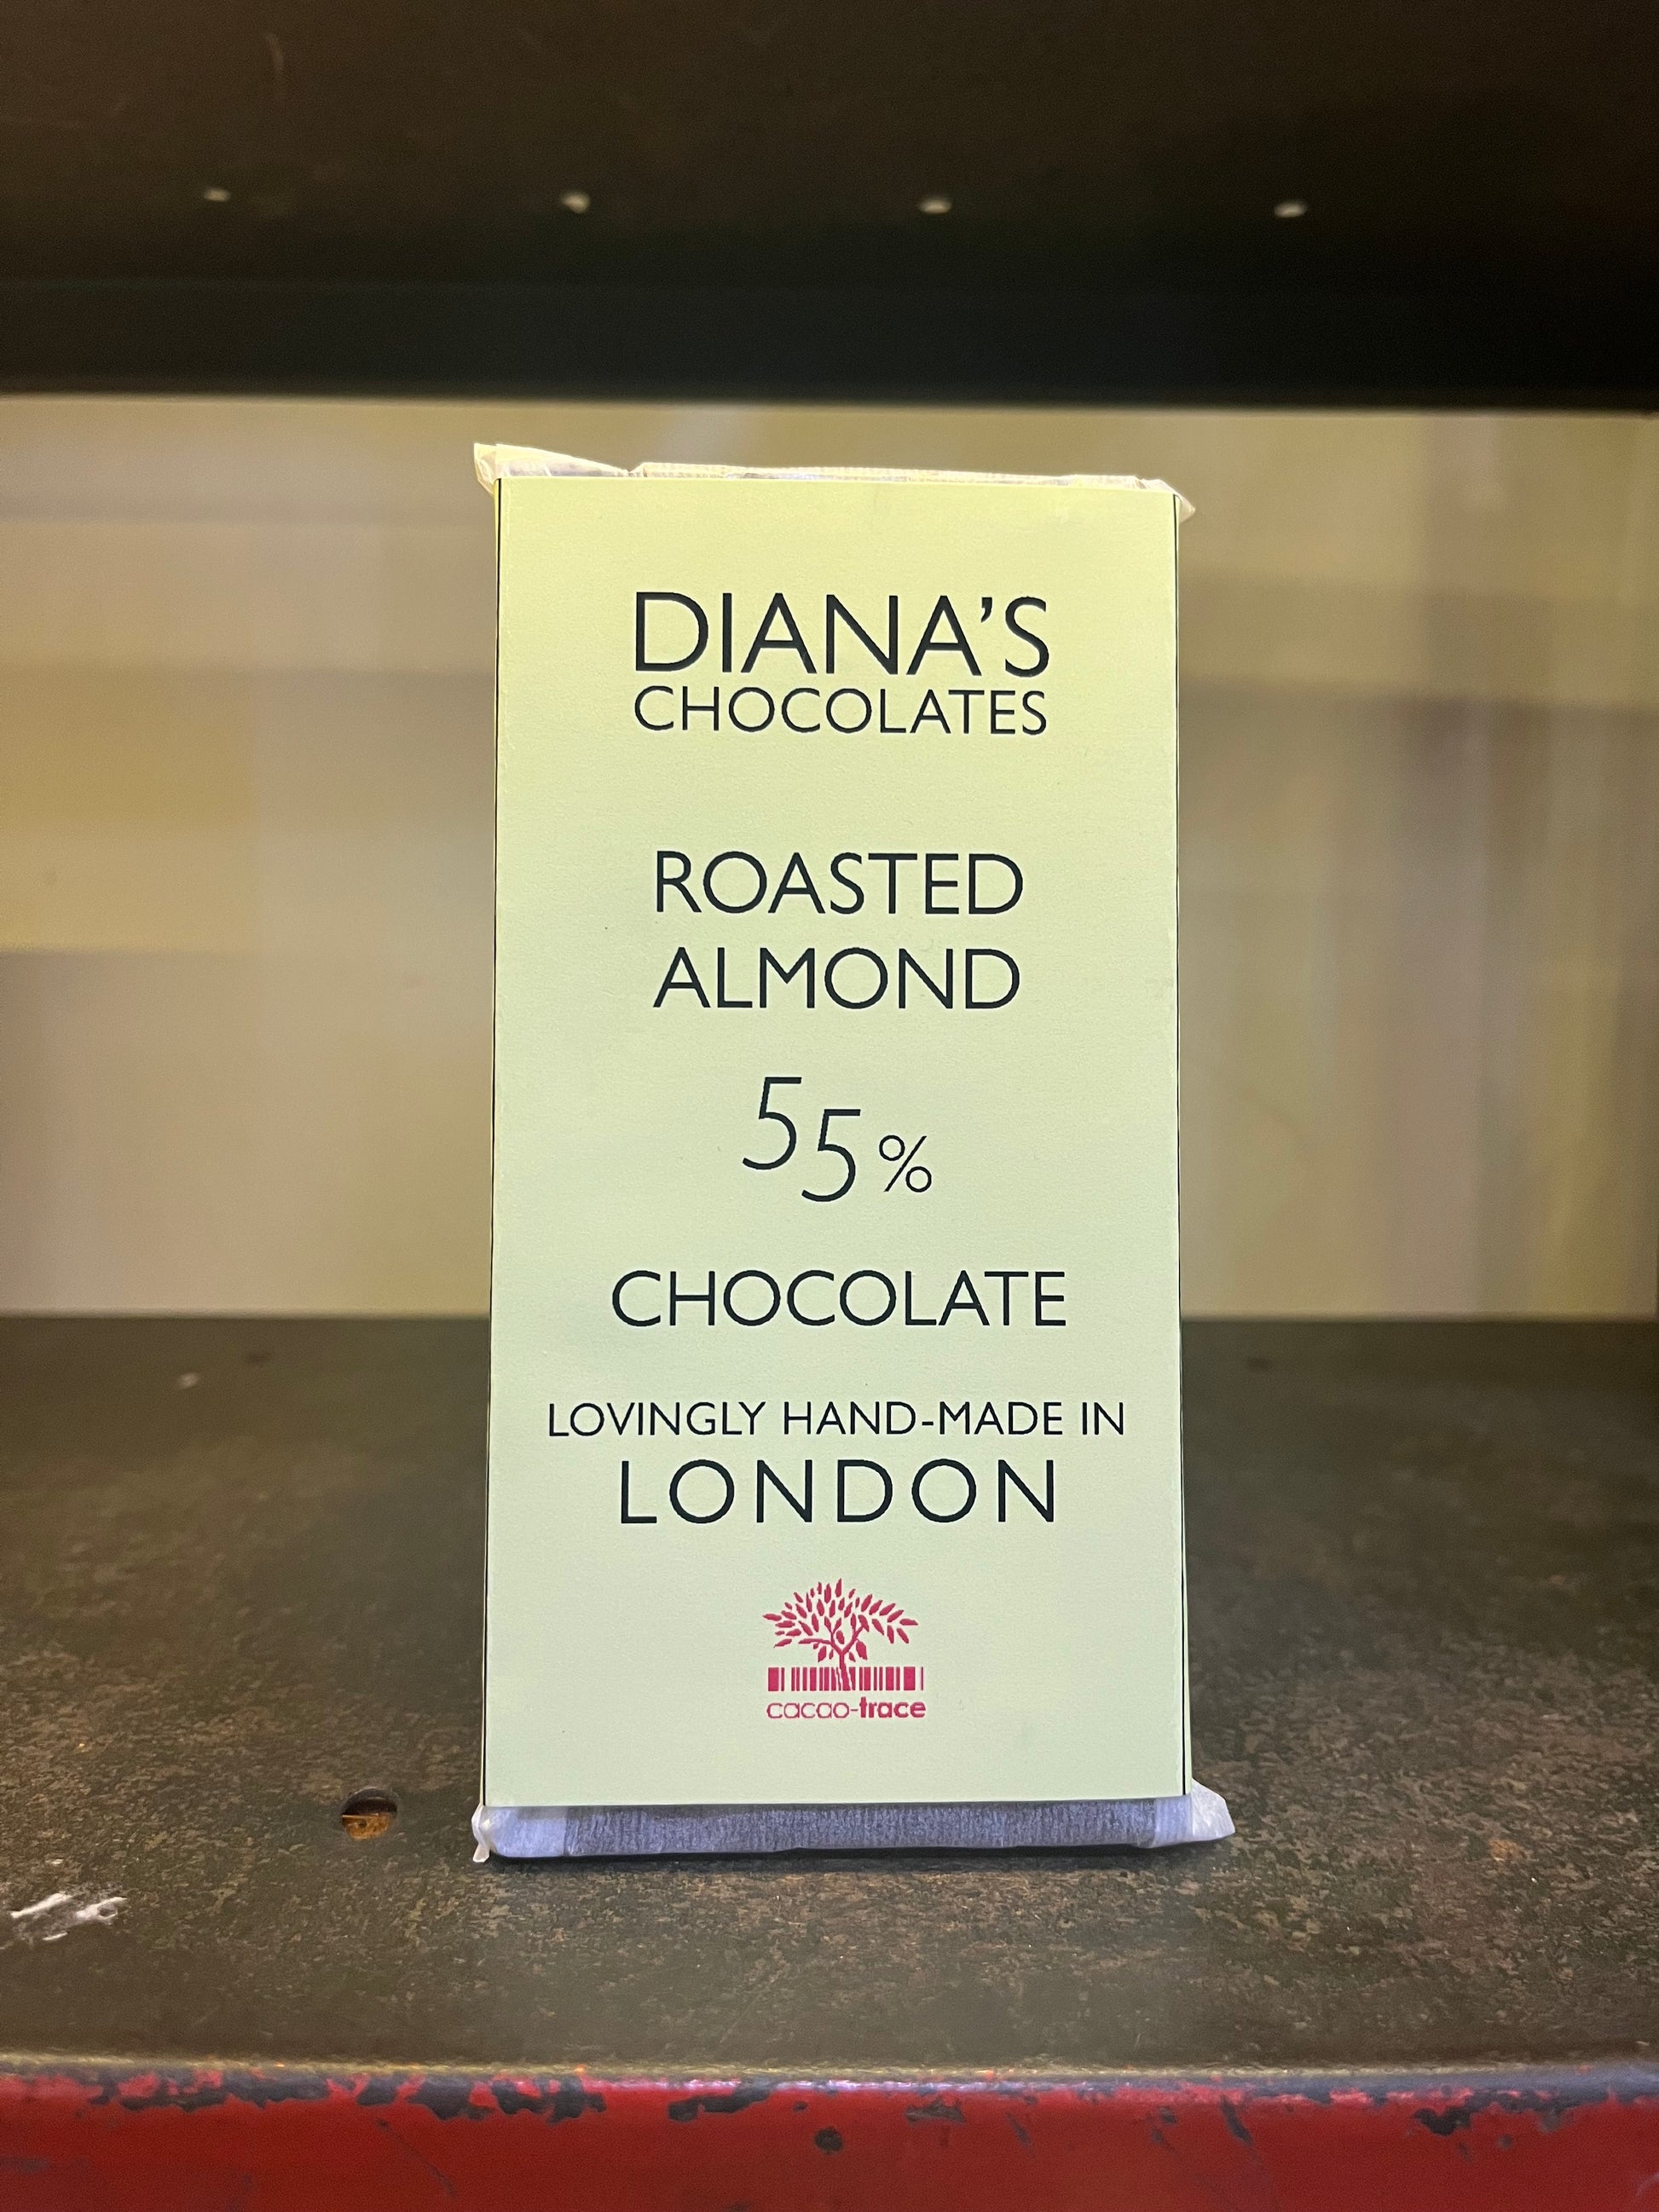 DIANA'S
CHOCOLATES
ROASTED
ALMOND
55%
CHOCOLATE
LOVINGLY HAND-MADE IN
LONDON
cacao-trace